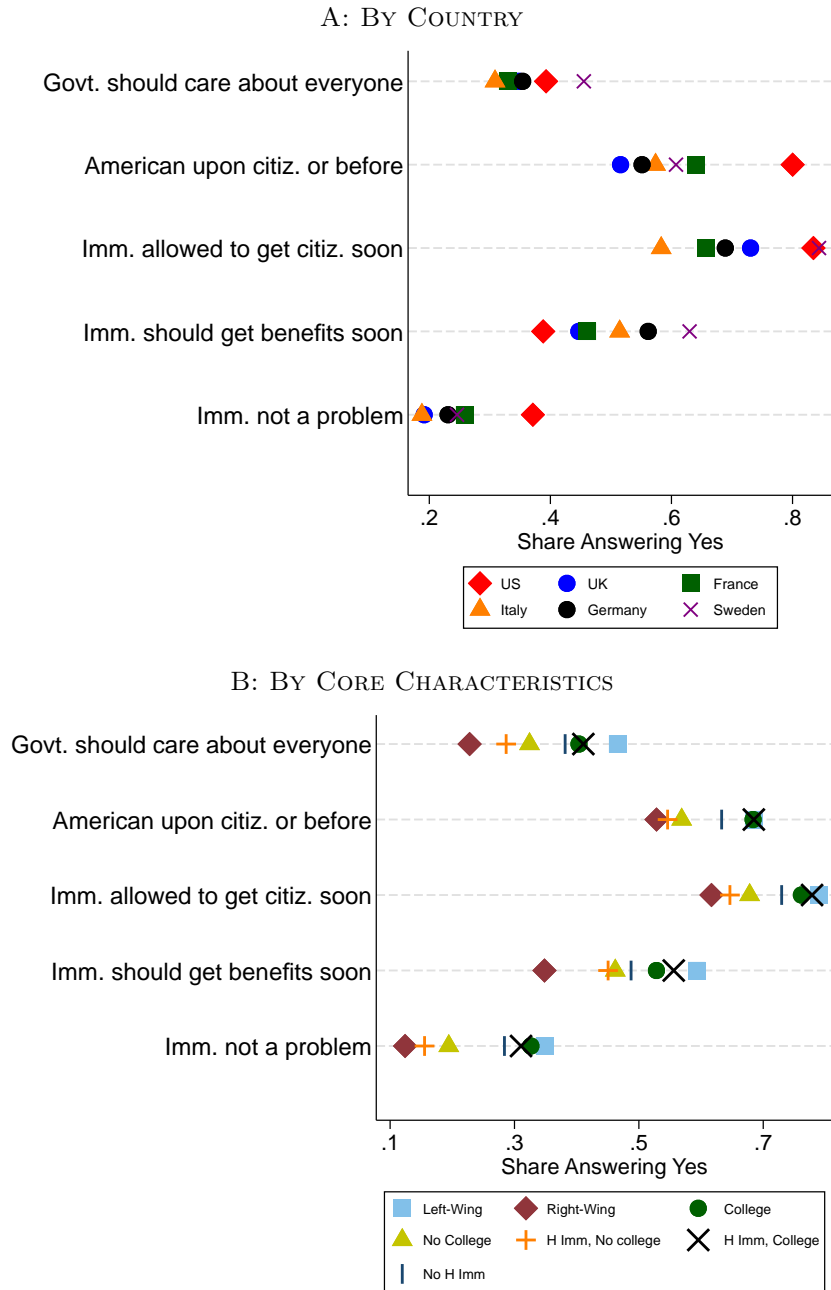 A: By Country
Govt. should care about everyone
American upon citiz. or before
Imm. allowed to get citiz. soon
Imm. should get benefits soon
Imm. not a problem
.2 .4 .6 .8
Share Answering Yes
US UK France
Italy Germany Sweden
B: By Core Characteristics
Govt. should care about everyone
American upon citiz. or before
Imm. allowed to get citiz. soon
Imm. should get benefits soon
Imm. not a problem
.1 .3 .5 .7
Share Answering Yes
Left-Wing Right-Wing College
No College H Imm, No college H Imm, College
No H Imm